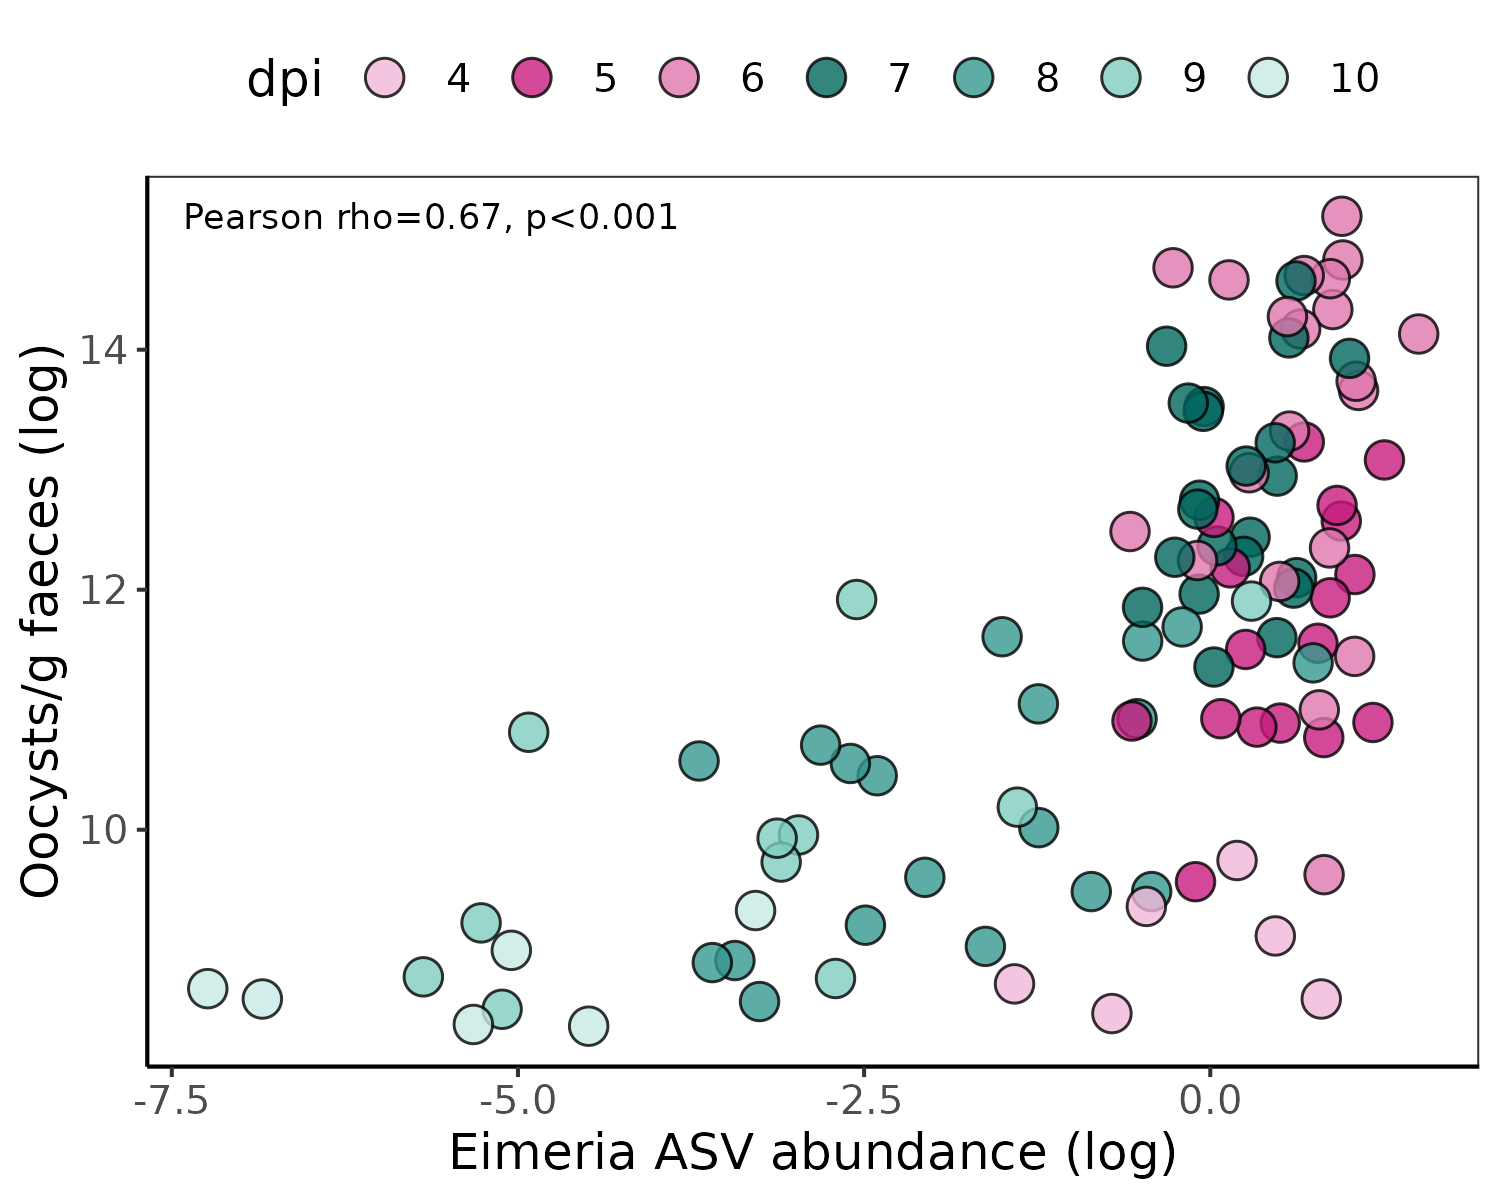 dpi 4 5 6 7 8 9 10
Pearson rho=0.67, p<0.001
Oocysts/g faeces (log)
14
12
10
-7.5 -5.0 -2.5 0.0
Eimeria ASV abundance (log)